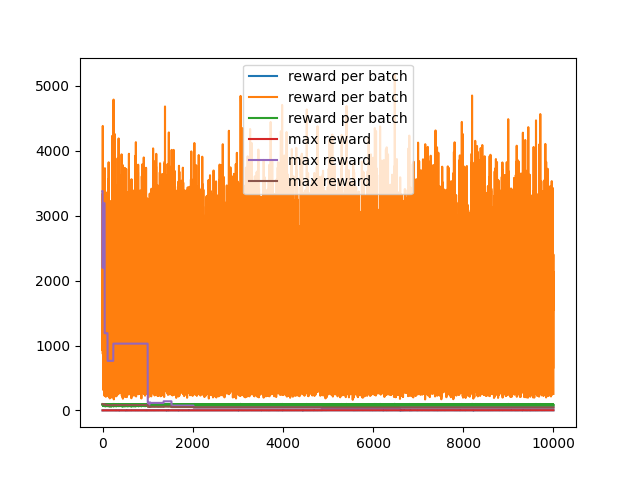 5000
4000
3000
2000
1000
0
reward per batch
reward per batch
reward per batch
max reward
max reward
max reward
0 2000 4000 6000 8000 10000